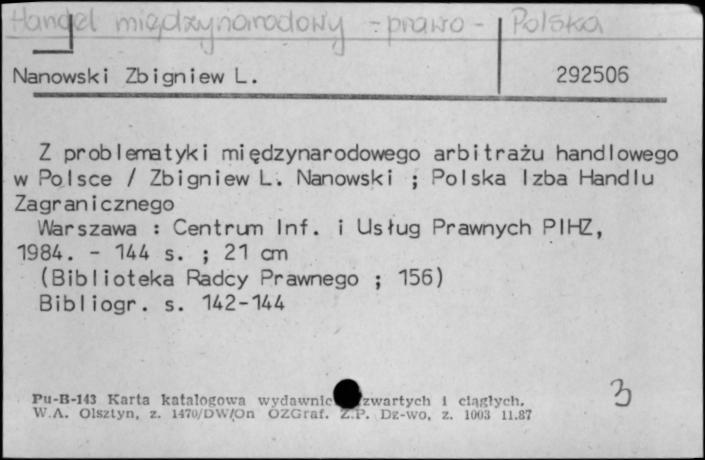 Handel międzynarodowy - prawo - Polska
Nanowski Zbigniew L. 292506
Z problematyki międzynarodowego arbitrażu handlowego
w Polsce / Zbigniew L. Nanowski ; Polska Izba Handlu
Zagranicznego
Warszawa : Centrum Inf. i Usług Prawnych PIHZ,
1984. - 144 s. ; 21 cm
(Biblioteka Radcy Prawnego ; 156)
Bibliogr. s. 142-144
3
Pu-B-143 Karta katalogowa wydawnic zwartych i ciągłych.
W.A. Olsztyn, z. 1470/DW/On OZGraf. Z.P. Dz-wo, z. 1003 11.87